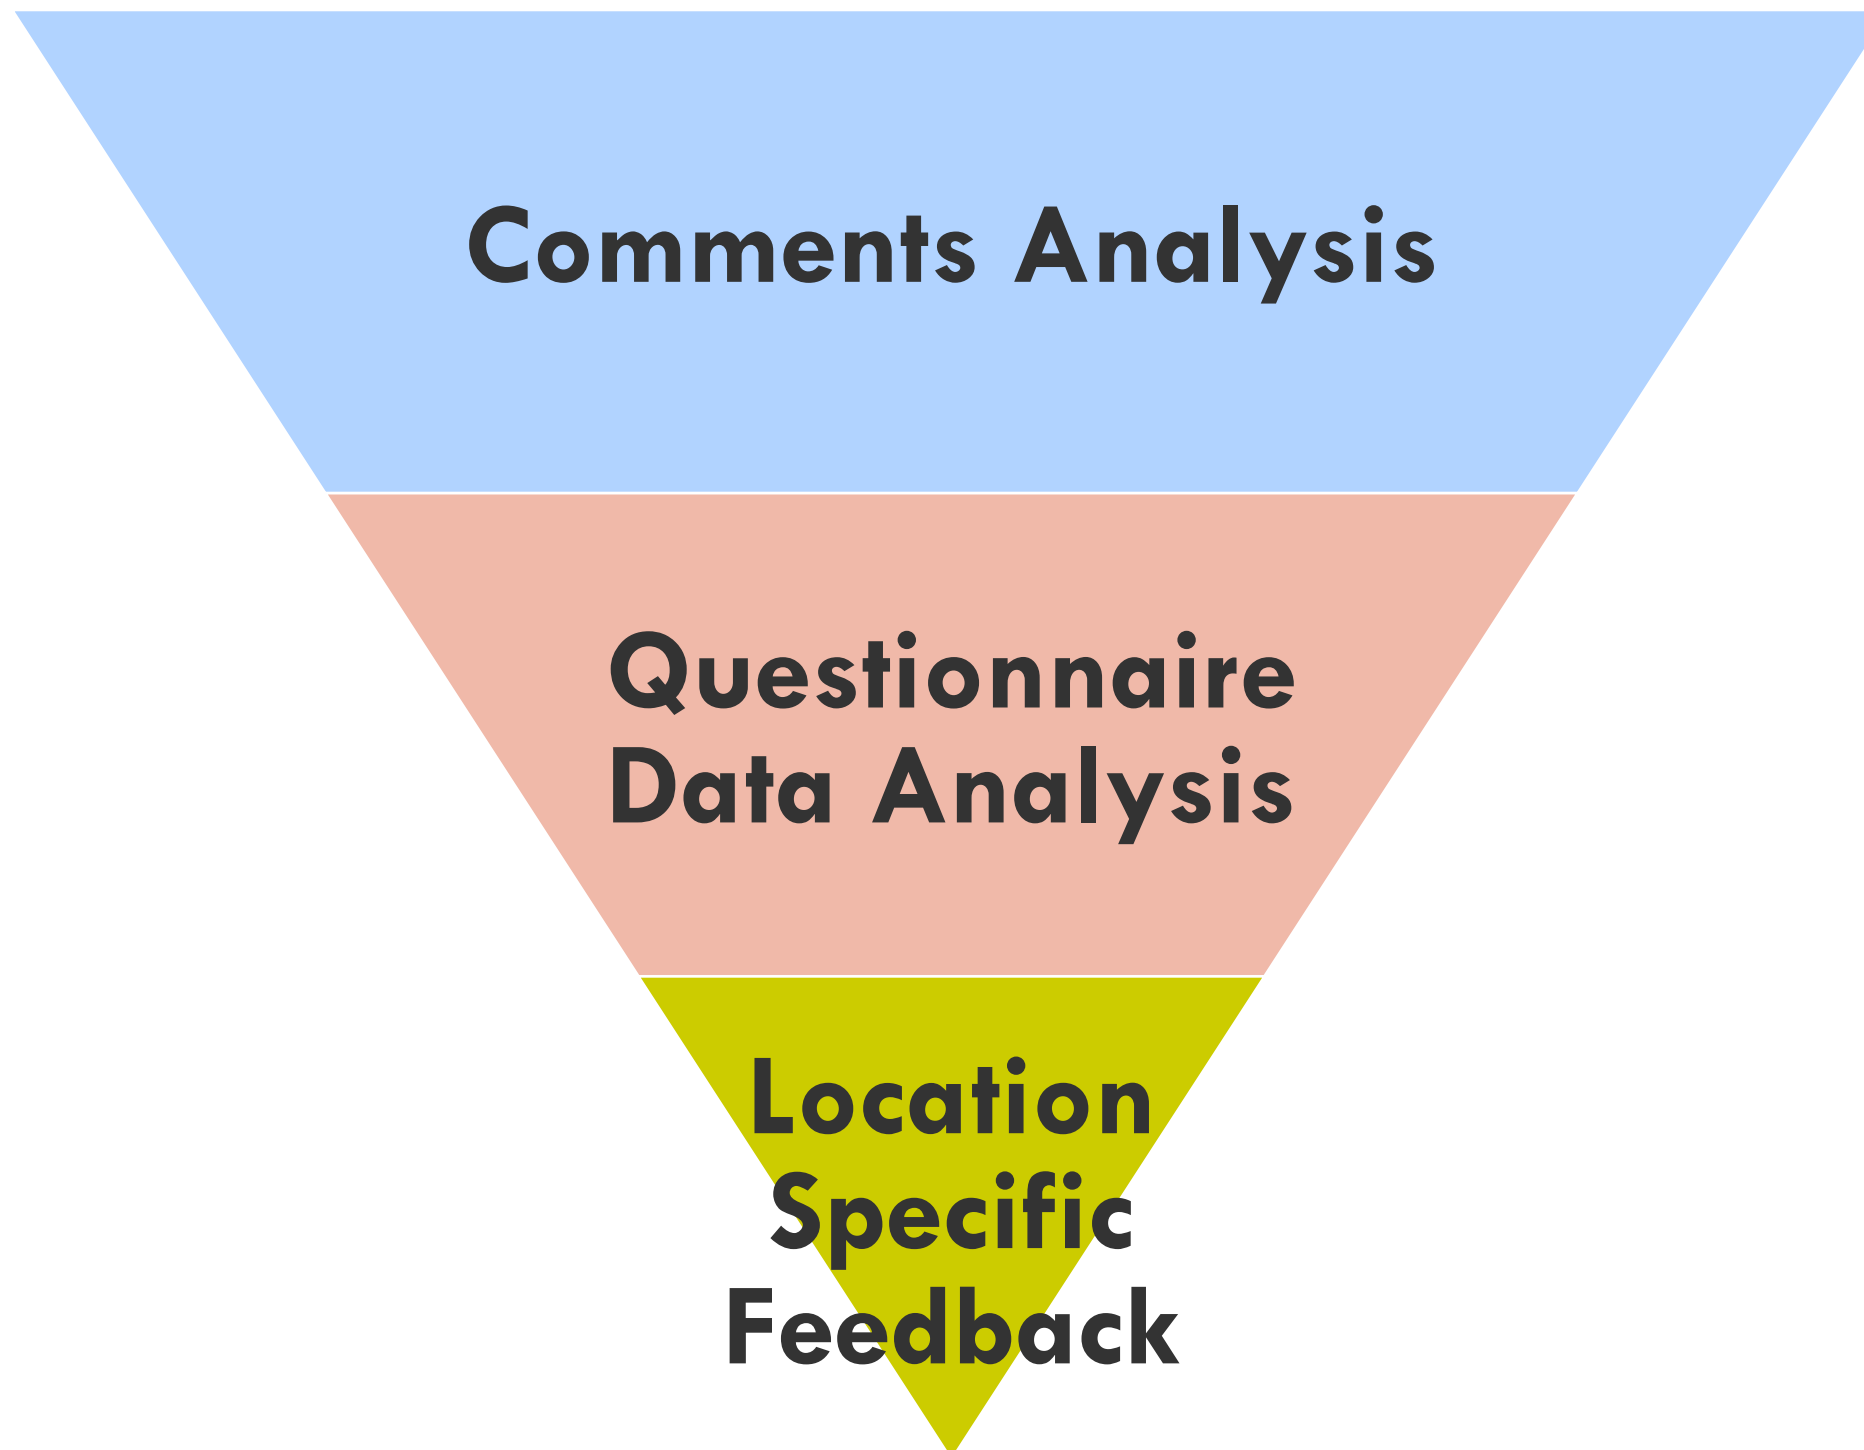 Comments Analysis
Questionnaire
Data Analysis
Location
Specific
Feedback